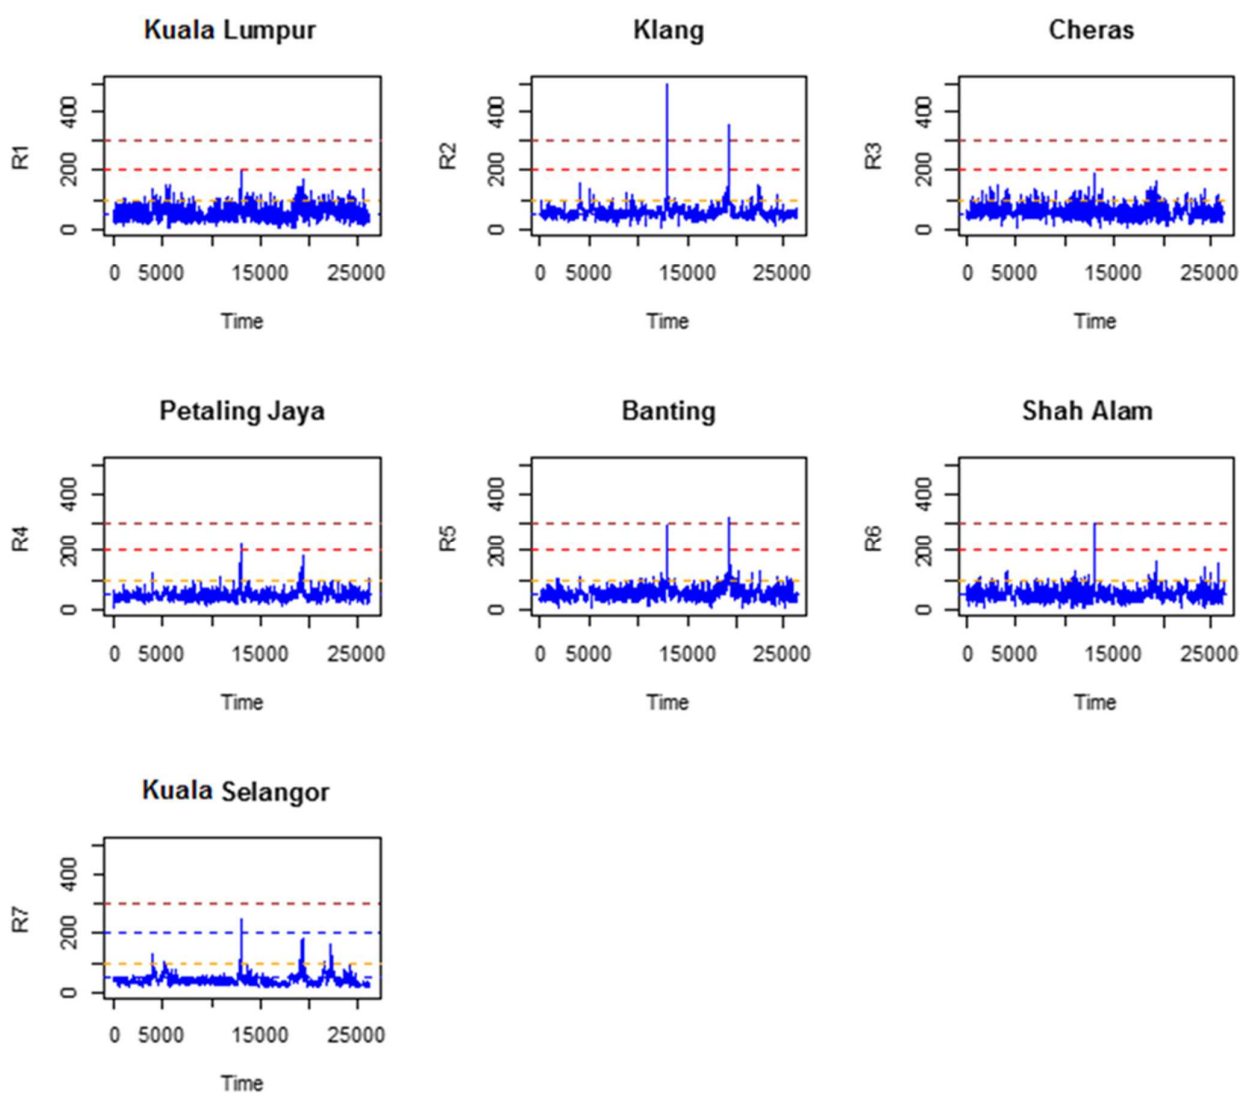 Kuala Lumpur
R1
0 200 400
0 5000 15000 25000
Time
Klang
R2
0 200 400
0 5000 15000 25000
Time
Cheras
R3
0 200 400
0 5000 15000 25000
Time
Petaling Jaya
R4
0 200 400
0 5000 15000 25000
Time
Banting
R5
0 200 400
0 5000 15000 25000
Time
Shah Alam
R6
0 200 400
0 5000 15000 25000
Time
Kuala Selangor
R7
0 200 400
0 5000 15000 25000
Time